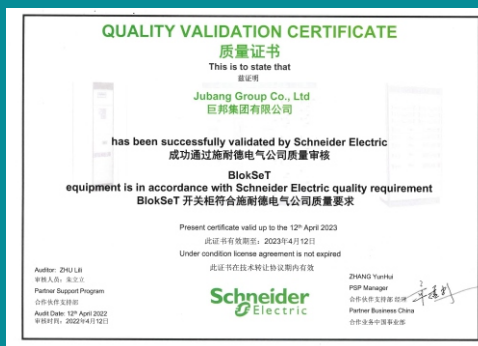 QUALITY VALIDATION CERTIFICATE
质量证书
This is to state that
兹证明
Jubang Group Co., Ltd
巨邦集团有限公司
has been successfully validated by Schneider Electric
成功通过施耐德电气公司质量审核
BlokSeT
equipment is in accordance with Schneider Electric quality requirement
BlokSeT 开关柜符合施耐德电气公司质量要求
Present certificate valid up to the 12th April 2023
此证书有效期至：2023年4月12日
Under condition license agreement is not expired
此证书在技术转让协议期内有效
Auditor: ZHU Lili
审核人员：朱立立
Partner Support Program
合作伙伴支持部
Audit Date: 12th April 2022
审核时间：2022年4月12日
Schneider
Electric
ZHANG YunHui
PSP Manager
合作伙伴支持部 经理
Partner Business China
合作业务中国事业部